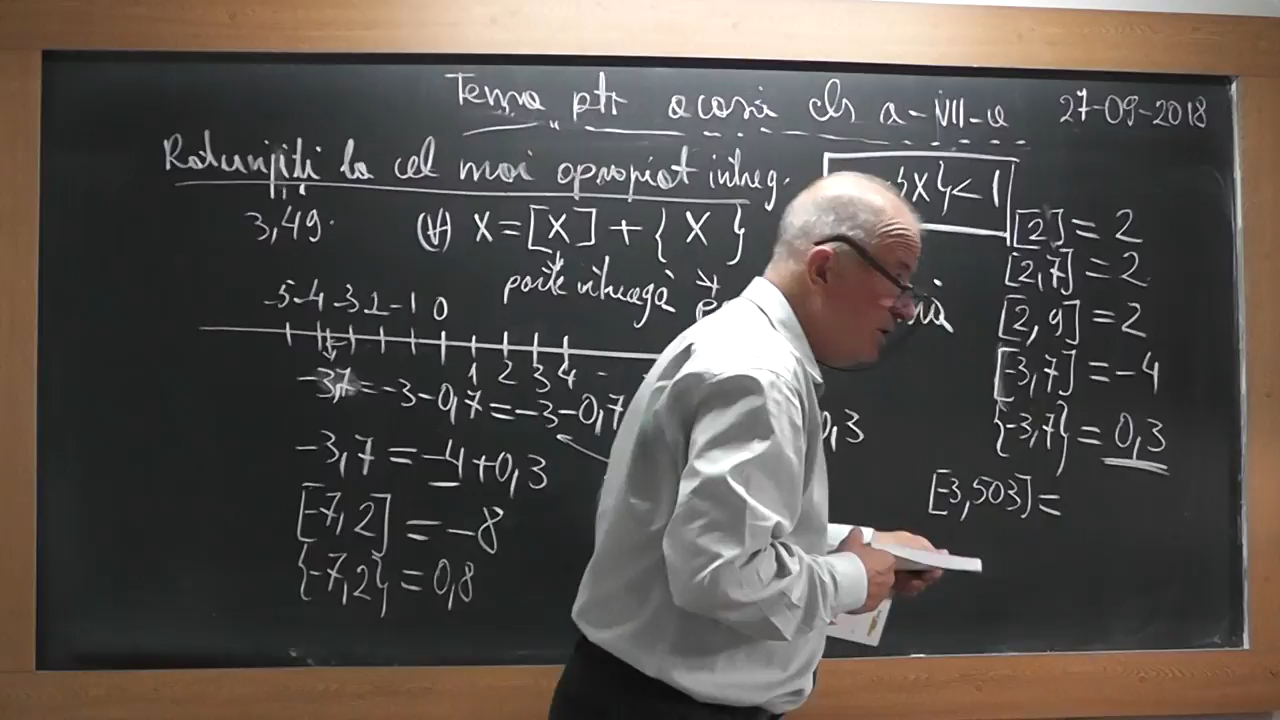 Tema ptr acasă cls a-VII-a 27-09-2018
Rotunjiți la cel mai apropiat întreg.
{X}<1
3,49. (∀) X=[X]+{X}
parte întreagă
[2]=2
[2,7]=2
[2,9]=2
[-3,7]=-4
{-3,7}=0,3
[-3,503]=
-5 -4 -3 -2 -1 0
1 2 3 4
-3,7=-3-0,7=-3-0,7
0,3
-3,7=-4+0,3
[-7,2]=-8
{-7,2}=0,8